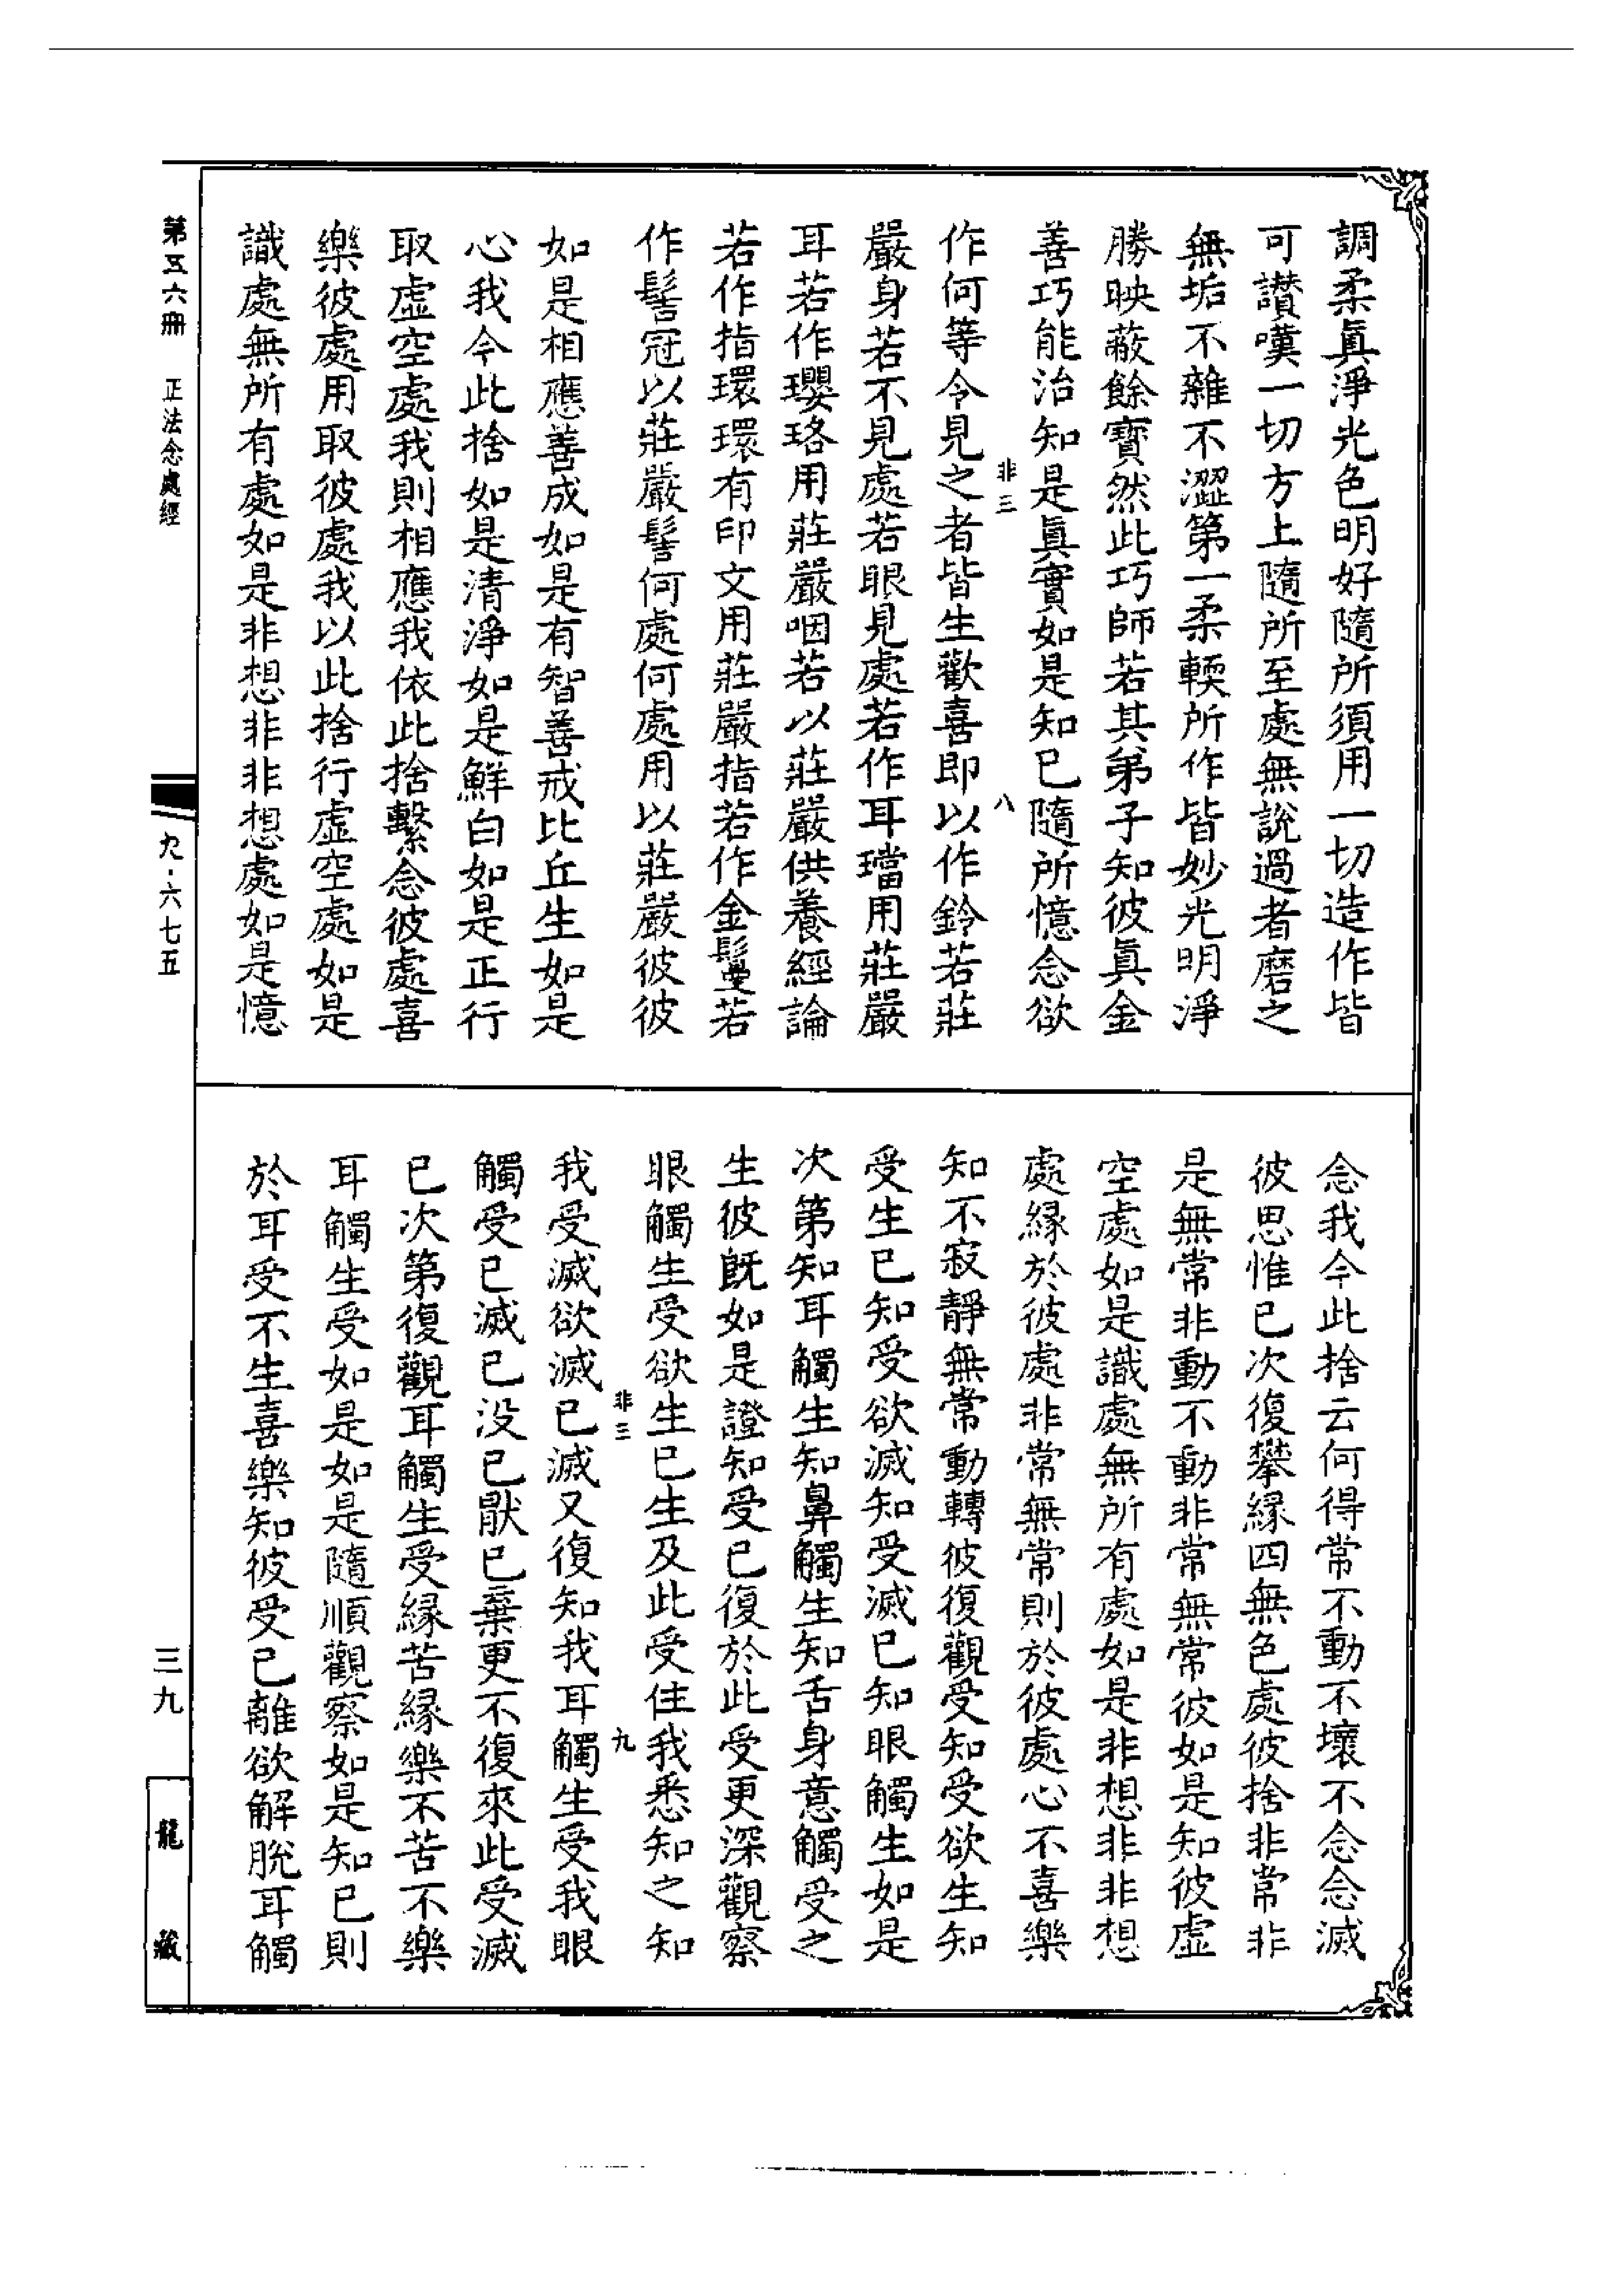 調柔眞淨光色明好隨所須用一切造作皆
可讃嘆一切方上隨所至處無說過者磨之
無垢不雜不澀第一柔輭所作皆妙光明淨
勝映蔽餘寳然此巧師若其弟子知彼眞金
善巧能治知是眞實如是知已隨所憶念欲
非三 八
作何等令見之者皆生歡喜即以作鈴若莊
嚴身若不見處若眼見處若作耳璫用莊嚴
耳若作瓔珞用莊嚴咽若以莊嚴供養經論
若作指環環有印文用莊嚴指若作金鬘若
作髻冠以莊嚴髻何處何處用以莊嚴彼彼
如是相應善成如是有智善戒比丘生如是
心我今此捨如是清淨如是鮮白如是正行
取虛空處我則相應我依此捨繫念彼處喜
樂彼處用取彼處我以此捨行虛空處如是
識處無所有處如是非想非非想處如是憶
念我今此捨云何得常不動不壞不念念滅
彼思惟已次復攀緣四無色處彼捨非常非
是無常非動不動非常無常彼如是知彼虛
空處如是識處無所有處如是非想非非想
處緣於彼處非常無常則於彼處心不喜樂
知不寂靜無常動轉彼復觀受知受欲生知
受生已知受欲滅知受滅已知眼觸生如是
次第知耳觸生知鼻觸生知舌身意觸受之
生彼旣如是證知受已復於此受更深觀察
眼觸生受欲生已生及此受住我悉知之知
非三 九
我受滅欲滅已滅又復知我耳觸生受我眼
觸受已滅已没已猒已棄更不復來此受滅
已次第復觀耳觸生受緣苦緣樂不苦不樂
耳觸生受如是如是隨順觀察如是知已則
於耳受不生喜樂知彼受已離欲解脫耳觸
第五六冊 正法念處經
九·六七五
三九
龍藏